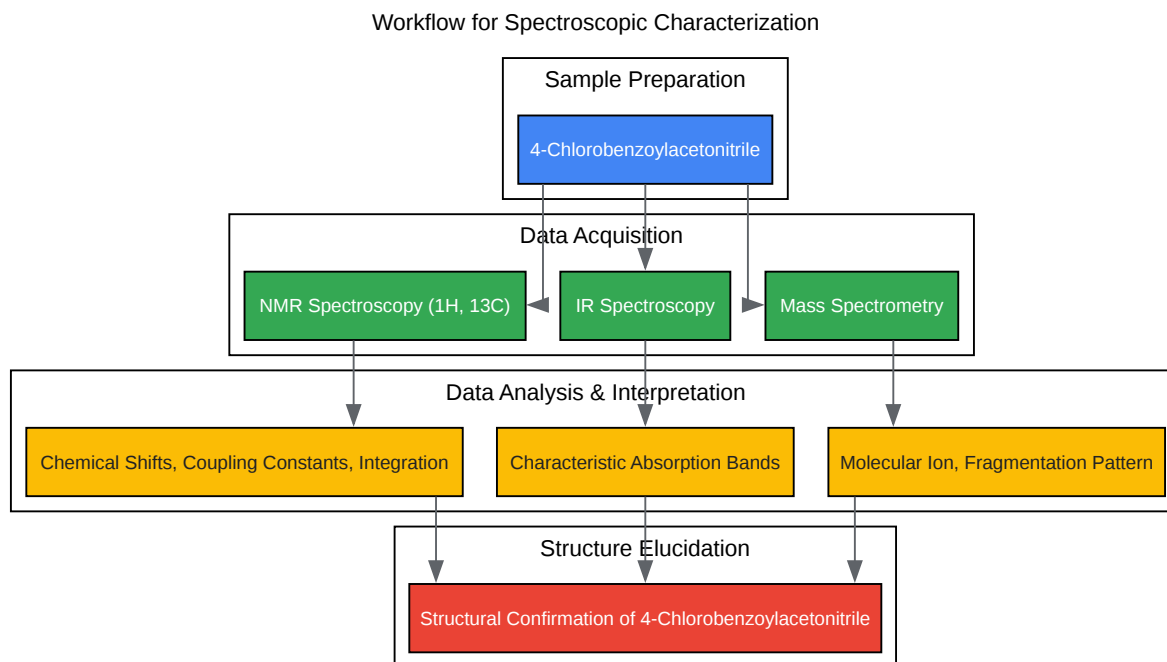 Workflow for Spectroscopic Characterization
Sample Preparation
4-Chlorobenzoylacetonitrile
Data Acquisition
NMR Spectroscopy (1H, 13C)
IR Spectroscopy
Mass Spectrometry
Data Analysis & Interpretation
Chemical Shifts, Coupling Constants, Integration
Characteristic Absorption Bands
Molecular Ion, Fragmentation Pattern
Structure Elucidation
Structural Confirmation of 4-Chlorobenzoylacetonitrile